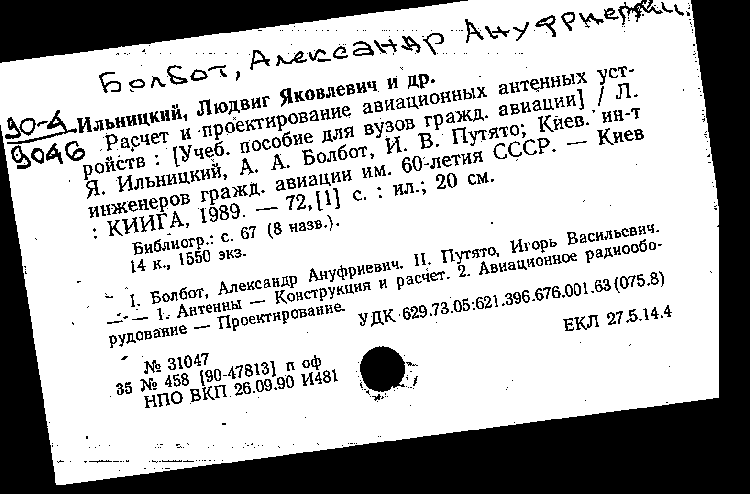 Болбот, Александр Ануфриевич.
90-4
9046
Ильницкий, Людвиг Яковлевич и др.
Расчет и проектирование авиационных антенных уст-
ройств : [Учеб. пособие для вузов гражд. авиации] / Л.
Я. Ильницкий, А. А. Болбот, И. В. Путято; Киев. ин-т
инженеров гражд. авиации им. 60-летия СССР. — Киев
: КИИГА, 1989. — 72,[1] с. : ил.; 20 см.
Библиогр.: с. 67 (8 назв.).
14 к., 1550 экз.
I. Болбот, Александр Ануфриевич. II. Путято, Игорь Васильевич.
— — 1. Антенны — Конструкция и расчет. 2. Авиационное радиообо-
рудование — Проектирование.
УДК 629.73.05:621.396.676.001.63(075.8)
ЕКЛ 27.5.14.4
№ 31047
35 № 458 [90-47813] п оф
НПО ВКП 26.09.90 И481